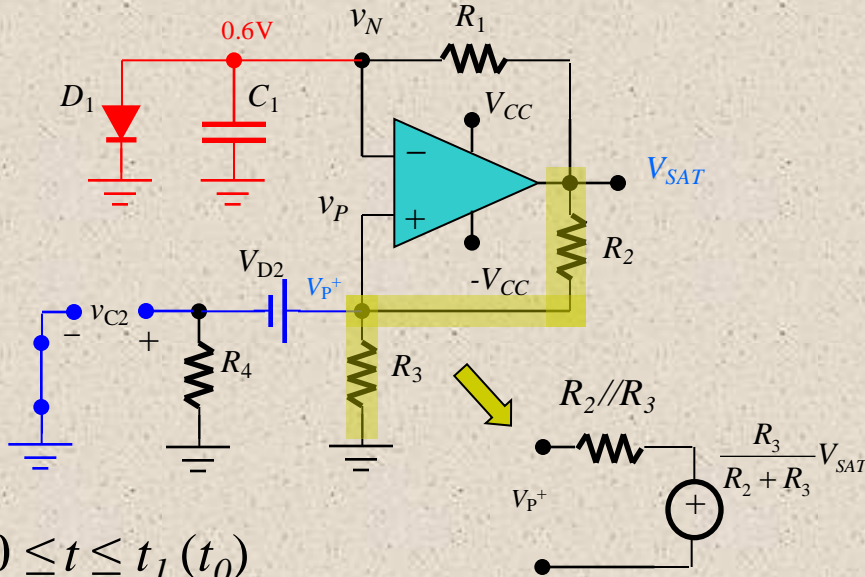 v_N
R_1
0.6V
D_1
C_1
V_CC
−
V_SAT
v_P
+
R_2
V_D2
-V_CC
V_P^+
v_C2
−
+
R_4
R_3
R_2//R_3
R_3
R_2 + R_3
V_SAT
V_P^+
+
0 ≤ t ≤ t_1 (t_0)